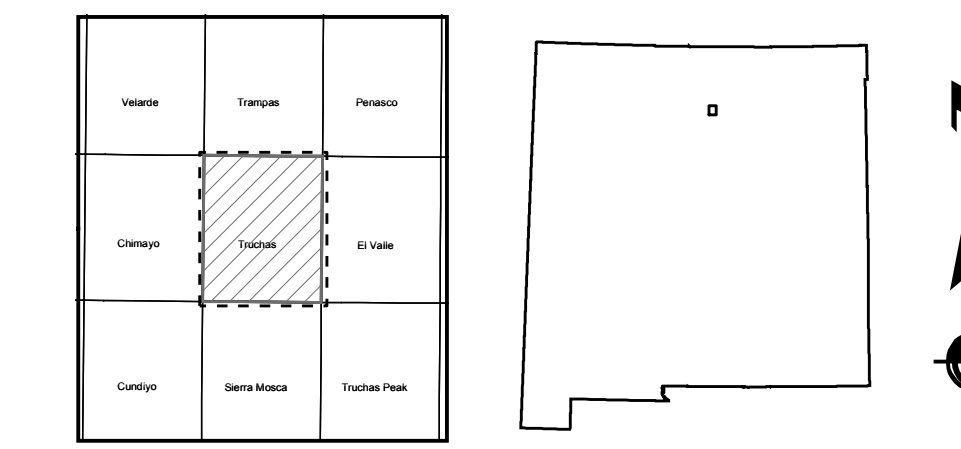 Velarde Trampas Penasco
Chimayo Truchas El Valle
Cundiyo Sierra Mosca Truchas Peak